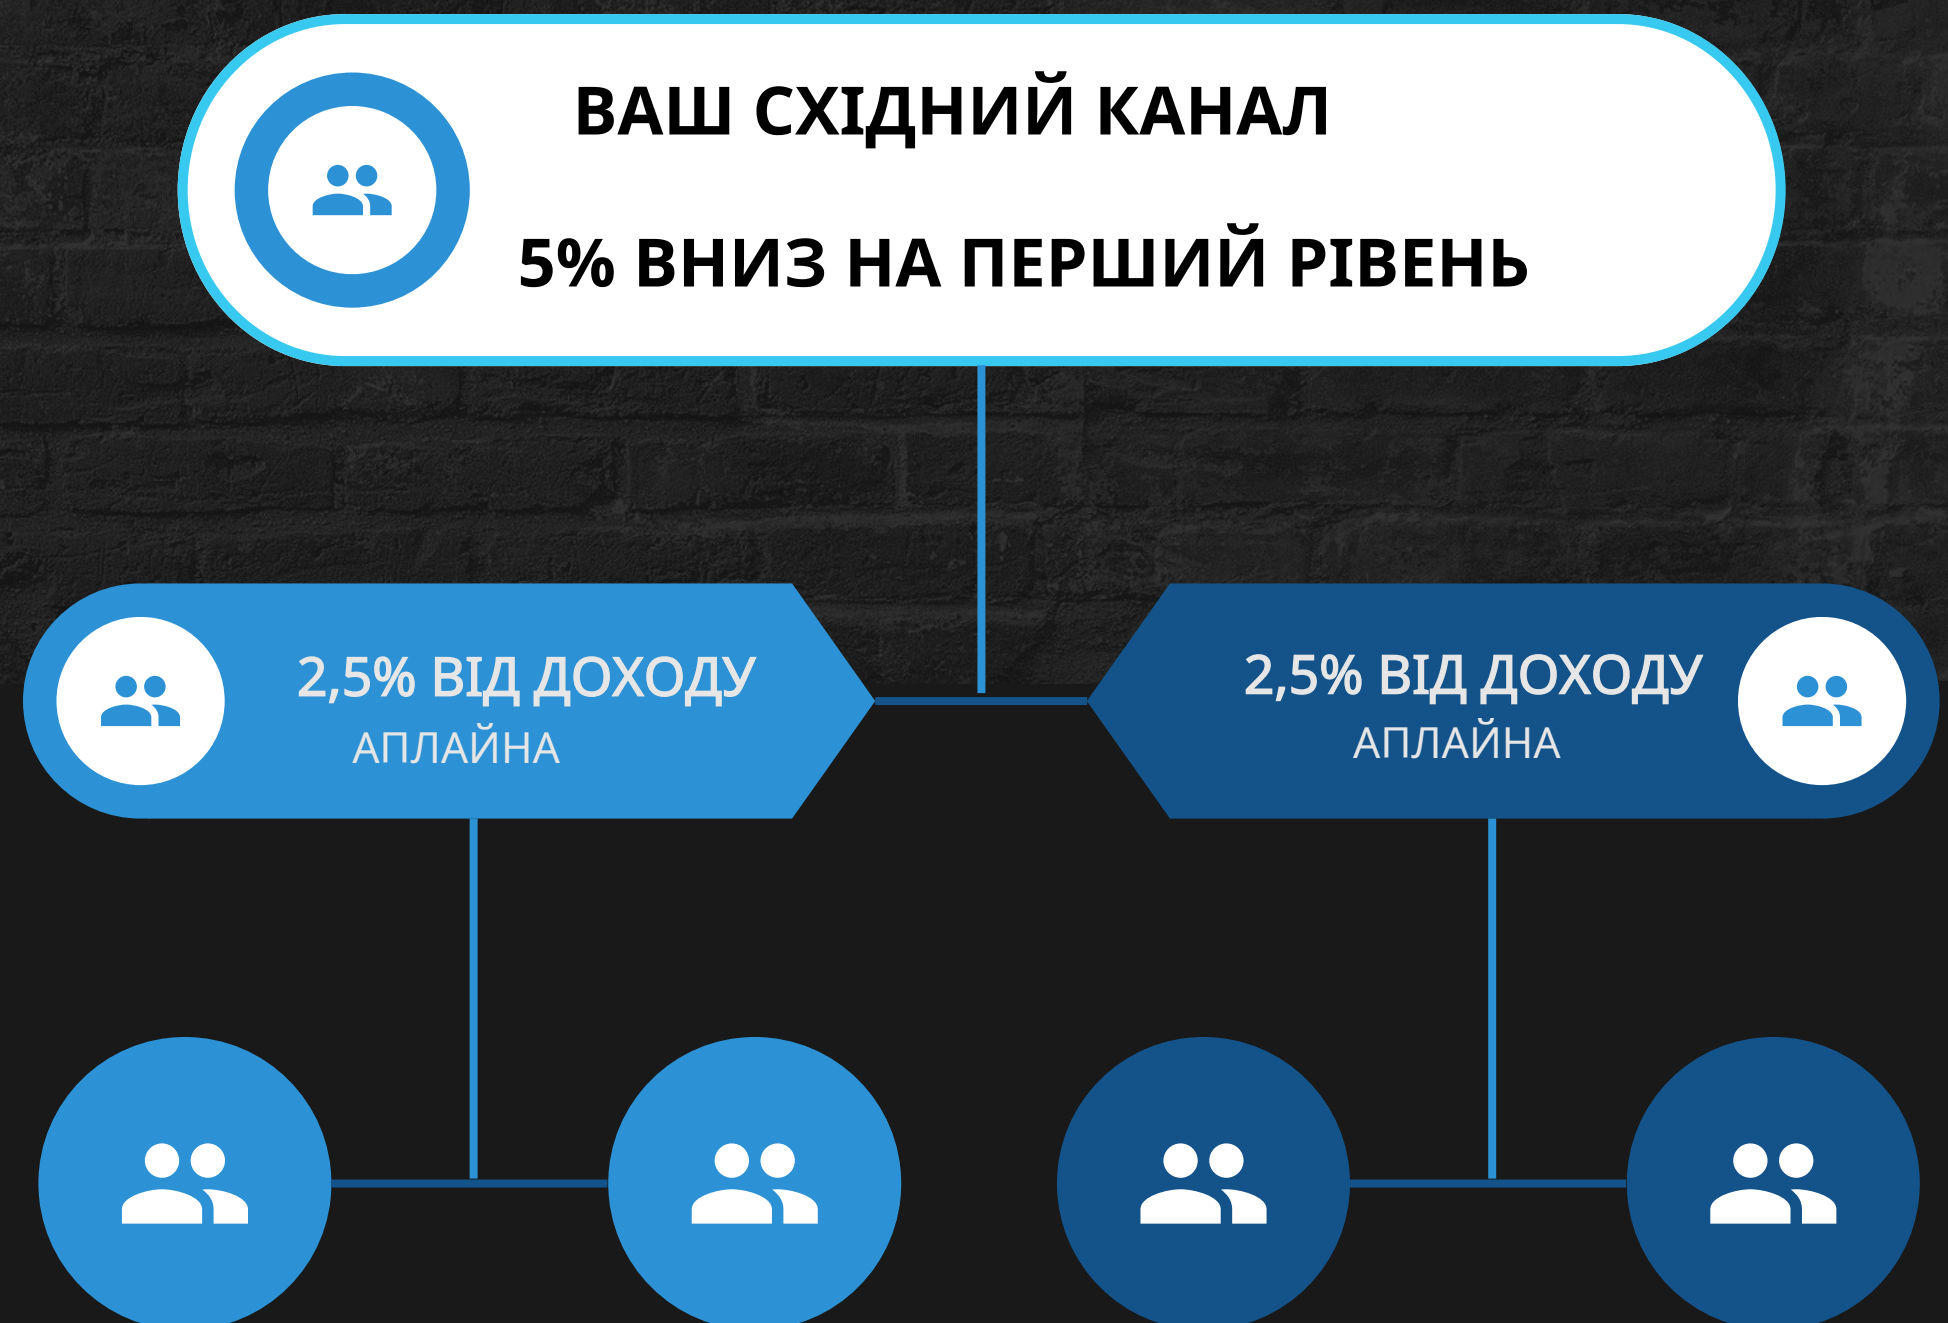 ВАШ СХІДНИЙ КАНАЛ
5% ВНИЗ НА ПЕРШИЙ РІВЕНЬ
2,5% ВІД ДОХОДУ
АПЛАЙНА
2,5% ВІД ДОХОДУ
АПЛАЙНА